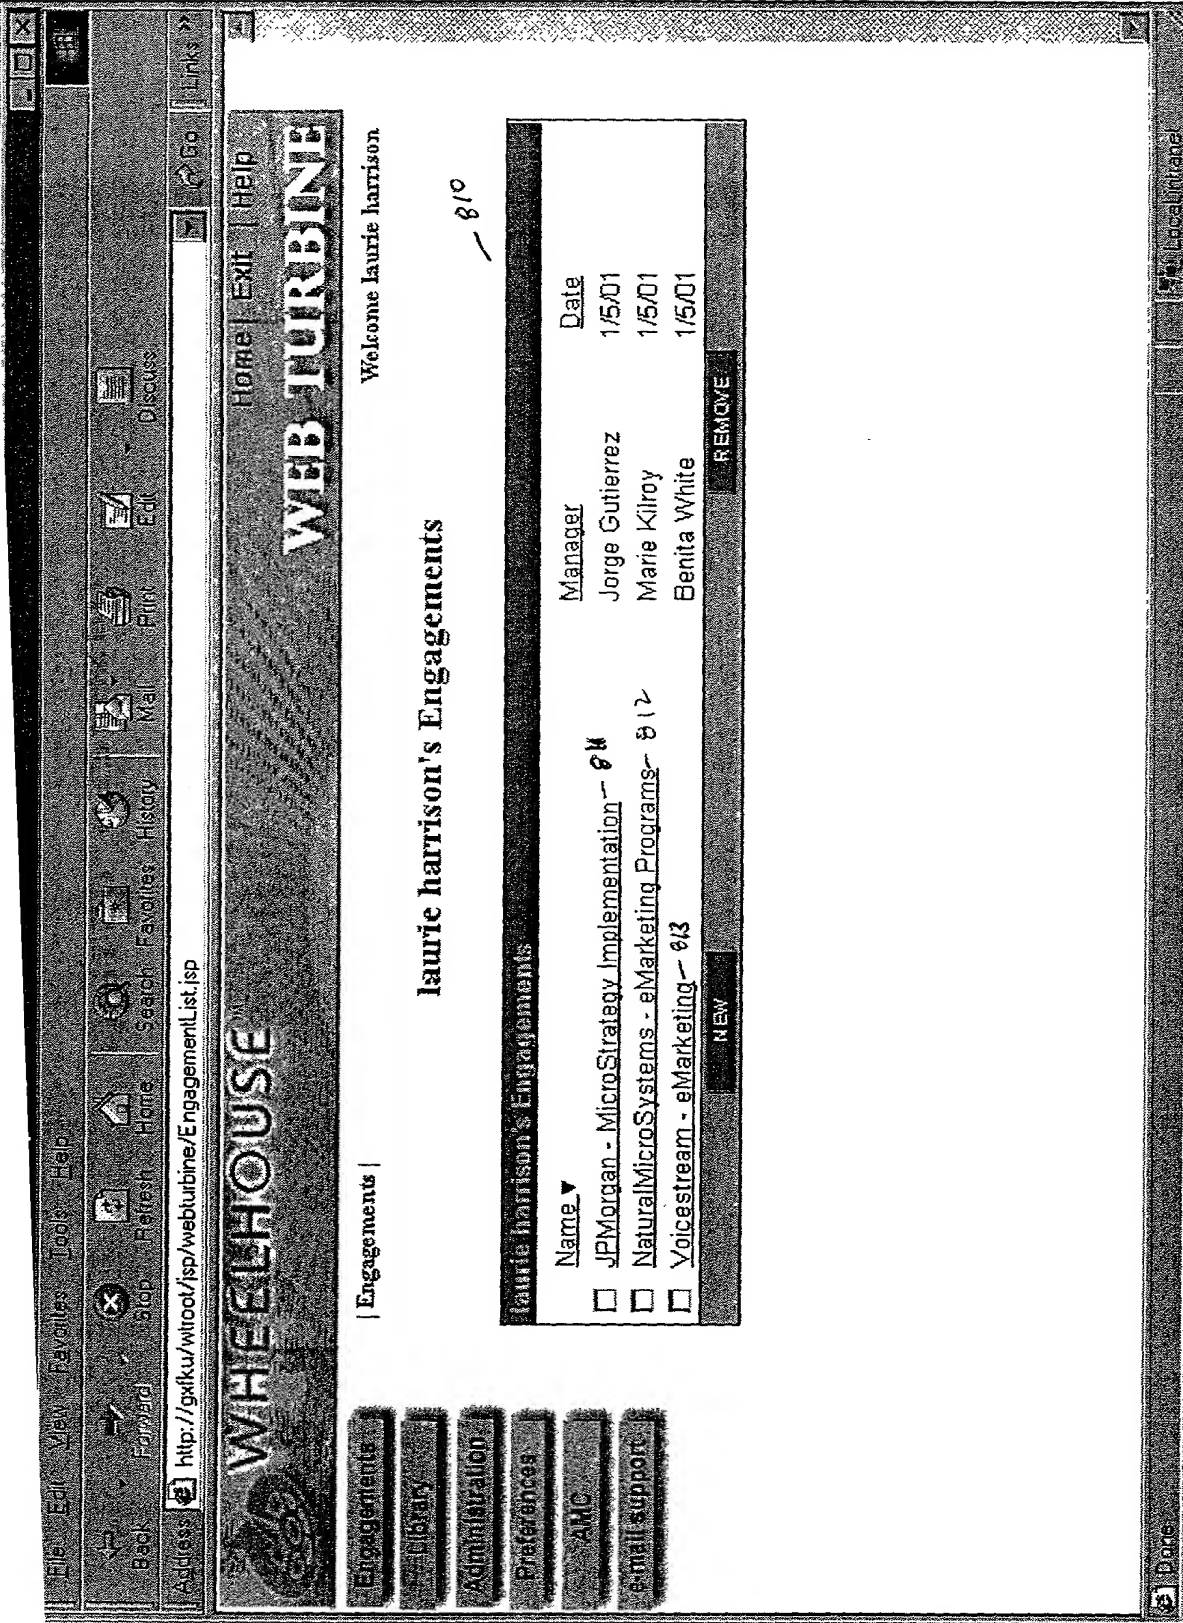 File Edit View Favorites Tools Help
Back Forward Stop Refresh Home Search Favorites History Mail Print Edit Discuss
Address http://gxfku/wtroot/jsp/webturbine/EngagementList.jsp Go Links »
Home | Exit | Help
WHEELHOUSE WEB TURBINE
Engagements
Library
Administration
Preferences
AMC
e-mail support
| Engagements | Welcome laurie harrison
laurie harrison's Engagements
810
laurie harrison's Engagements
Name Manager Date
JPMorgan - MicroStrategy Implementation Jorge Gutierrez 1/5/01
NaturalMicroSystems - eMarketing Programs 812 Marie Kilroy 1/5/01
Voicestream - eMarketing 813 Benita White 1/5/01
NEW REMOVE
Done Local intranet